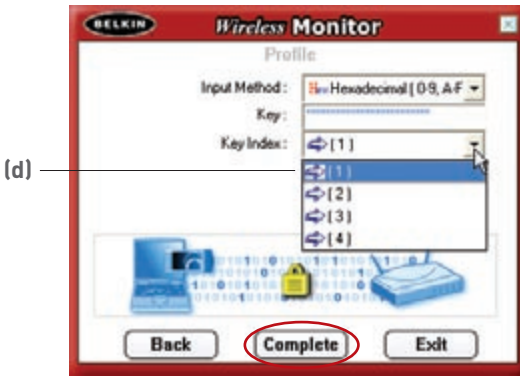 BELKIN Wireless Monitor
Profile
Input Method: Hex Hexadecimal ( 0-9, A-F
Key: ************************
Key Index: (1)
(d)
(1)
(2)
(3)
(4)
Back Complete Exit